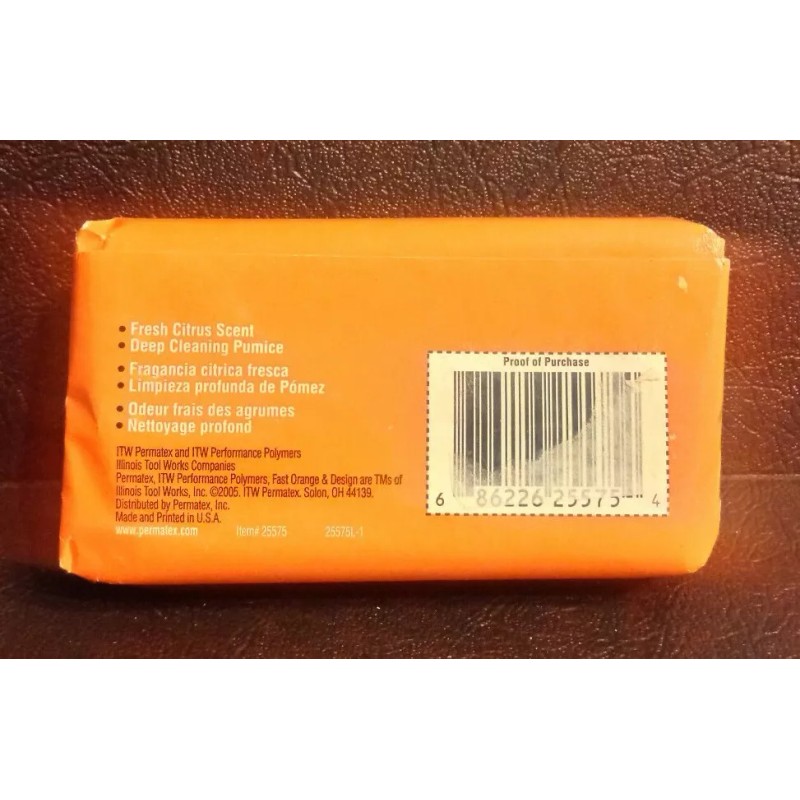 • Fresh Citrus Scent
• Deep Cleaning Pumice
• Fragancia cítrica fresca
• Limpieza profunda de Pómez
• Odeur frais des agrumes
• Nettoyage profond
ITW Permatex and ITW Performance Polymers
Illinois Tool Works Companies
Permatex, ITW Performance Polymers, Fast Orange & Design are TMs of
Illinois Tool Works, Inc. ©2005. ITW Permatex. Solon, OH 44139.
Distributed by Permatex, Inc.
Made and Printed in U.S.A.
www.permatex.com Item# 25575 25575L-1
Proof of Purchase
6 86226 25575 4